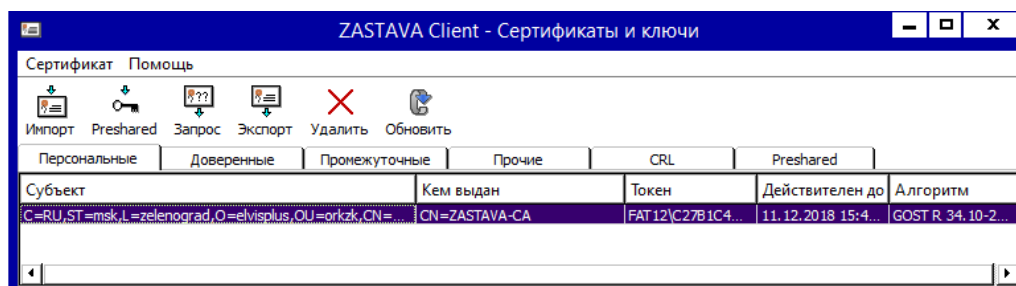 ZASTAVA Client - Сертификаты и ключи
Сертификат Помощь
Импорт Preshared Запрос Экспорт Удалить Обновить
Персональные Доверенные Промежуточные Прочие CRL Preshared
Субъект Кем выдан Токен Действителен до Алгоритм
C=RU,ST=msk,L=zelenograd,O=elvisplus,OU=orkzk,CN=... CN=ZASTAVA-CA FAT12\C27B1C4... 11.12.2018 15:4... GOST R 34.10-2...